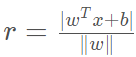 r = |w^T x + b| / ‖w‖